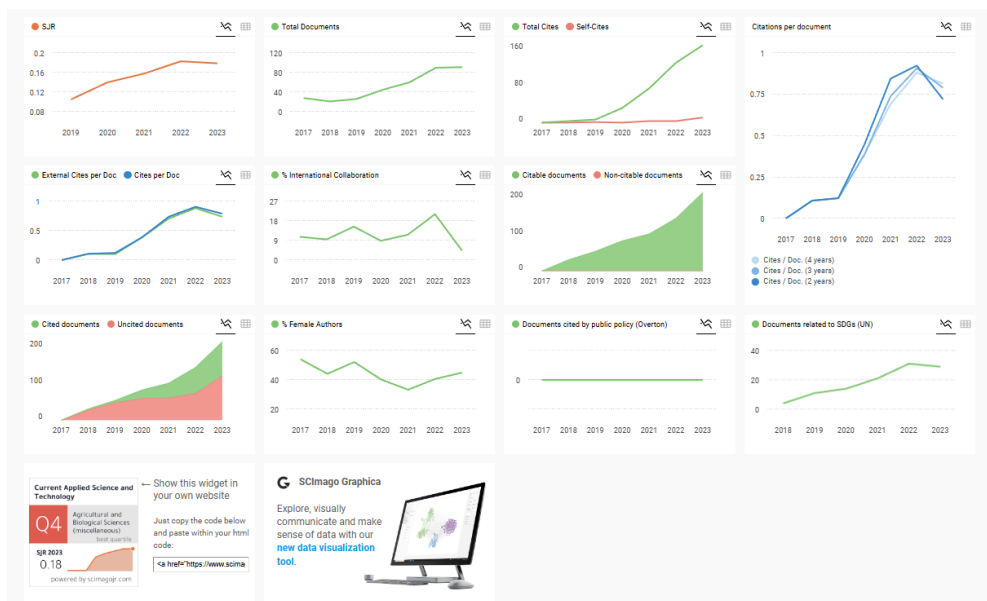 SJR
0.2
0.16
0.12
0.08
2019 2020 2021 2022 2023
Total Documents
120
80
40
0
2017 2018 2019 2020 2021 2022 2023
Total Cites Self-Cites
160
80
0
2017 2018 2019 2020 2021 2022 2023
Citations per document
1
0.75
0.5
0.25
0
2017 2018 2019 2020 2021 2022 2023
Cites / Doc. (4 years)
Cites / Doc. (3 years)
Cites / Doc. (2 years)
External Cites per Doc Cites per Doc
1
0.5
0
2017 2018 2019 2020 2021 2022 2023
% International Collaboration
27
18
9
0
2017 2018 2019 2020 2021 2022 2023
Citable documents Non-citable documents
200
100
0
2017 2018 2019 2020 2021 2022 2023
Cited documents Uncited documents
200
100
0
2017 2018 2019 2020 2021 2022 2023
% Female Authors
60
40
20
2017 2018 2019 2020 2021 2022 2023
Documents cited by public policy (Overton)
0
2017 2018 2019 2020 2021 2022 2023
Documents related to SDGs (UN)
40
20
0
2018 2019 2020 2021 2022 2023
Current Applied Science and
Technology
Q4
Agricultural and
Biological Sciences
(miscellaneous)
best quartile
SJR 2023
0.18
powered by scimagojr.com
← Show this widget in
your own website
Just copy the code below
and paste within your html
code:
<a href="https://www.scima
SCImago Graphica
Explore, visually
communicate and make
sense of data with our
new data visualization
tool.